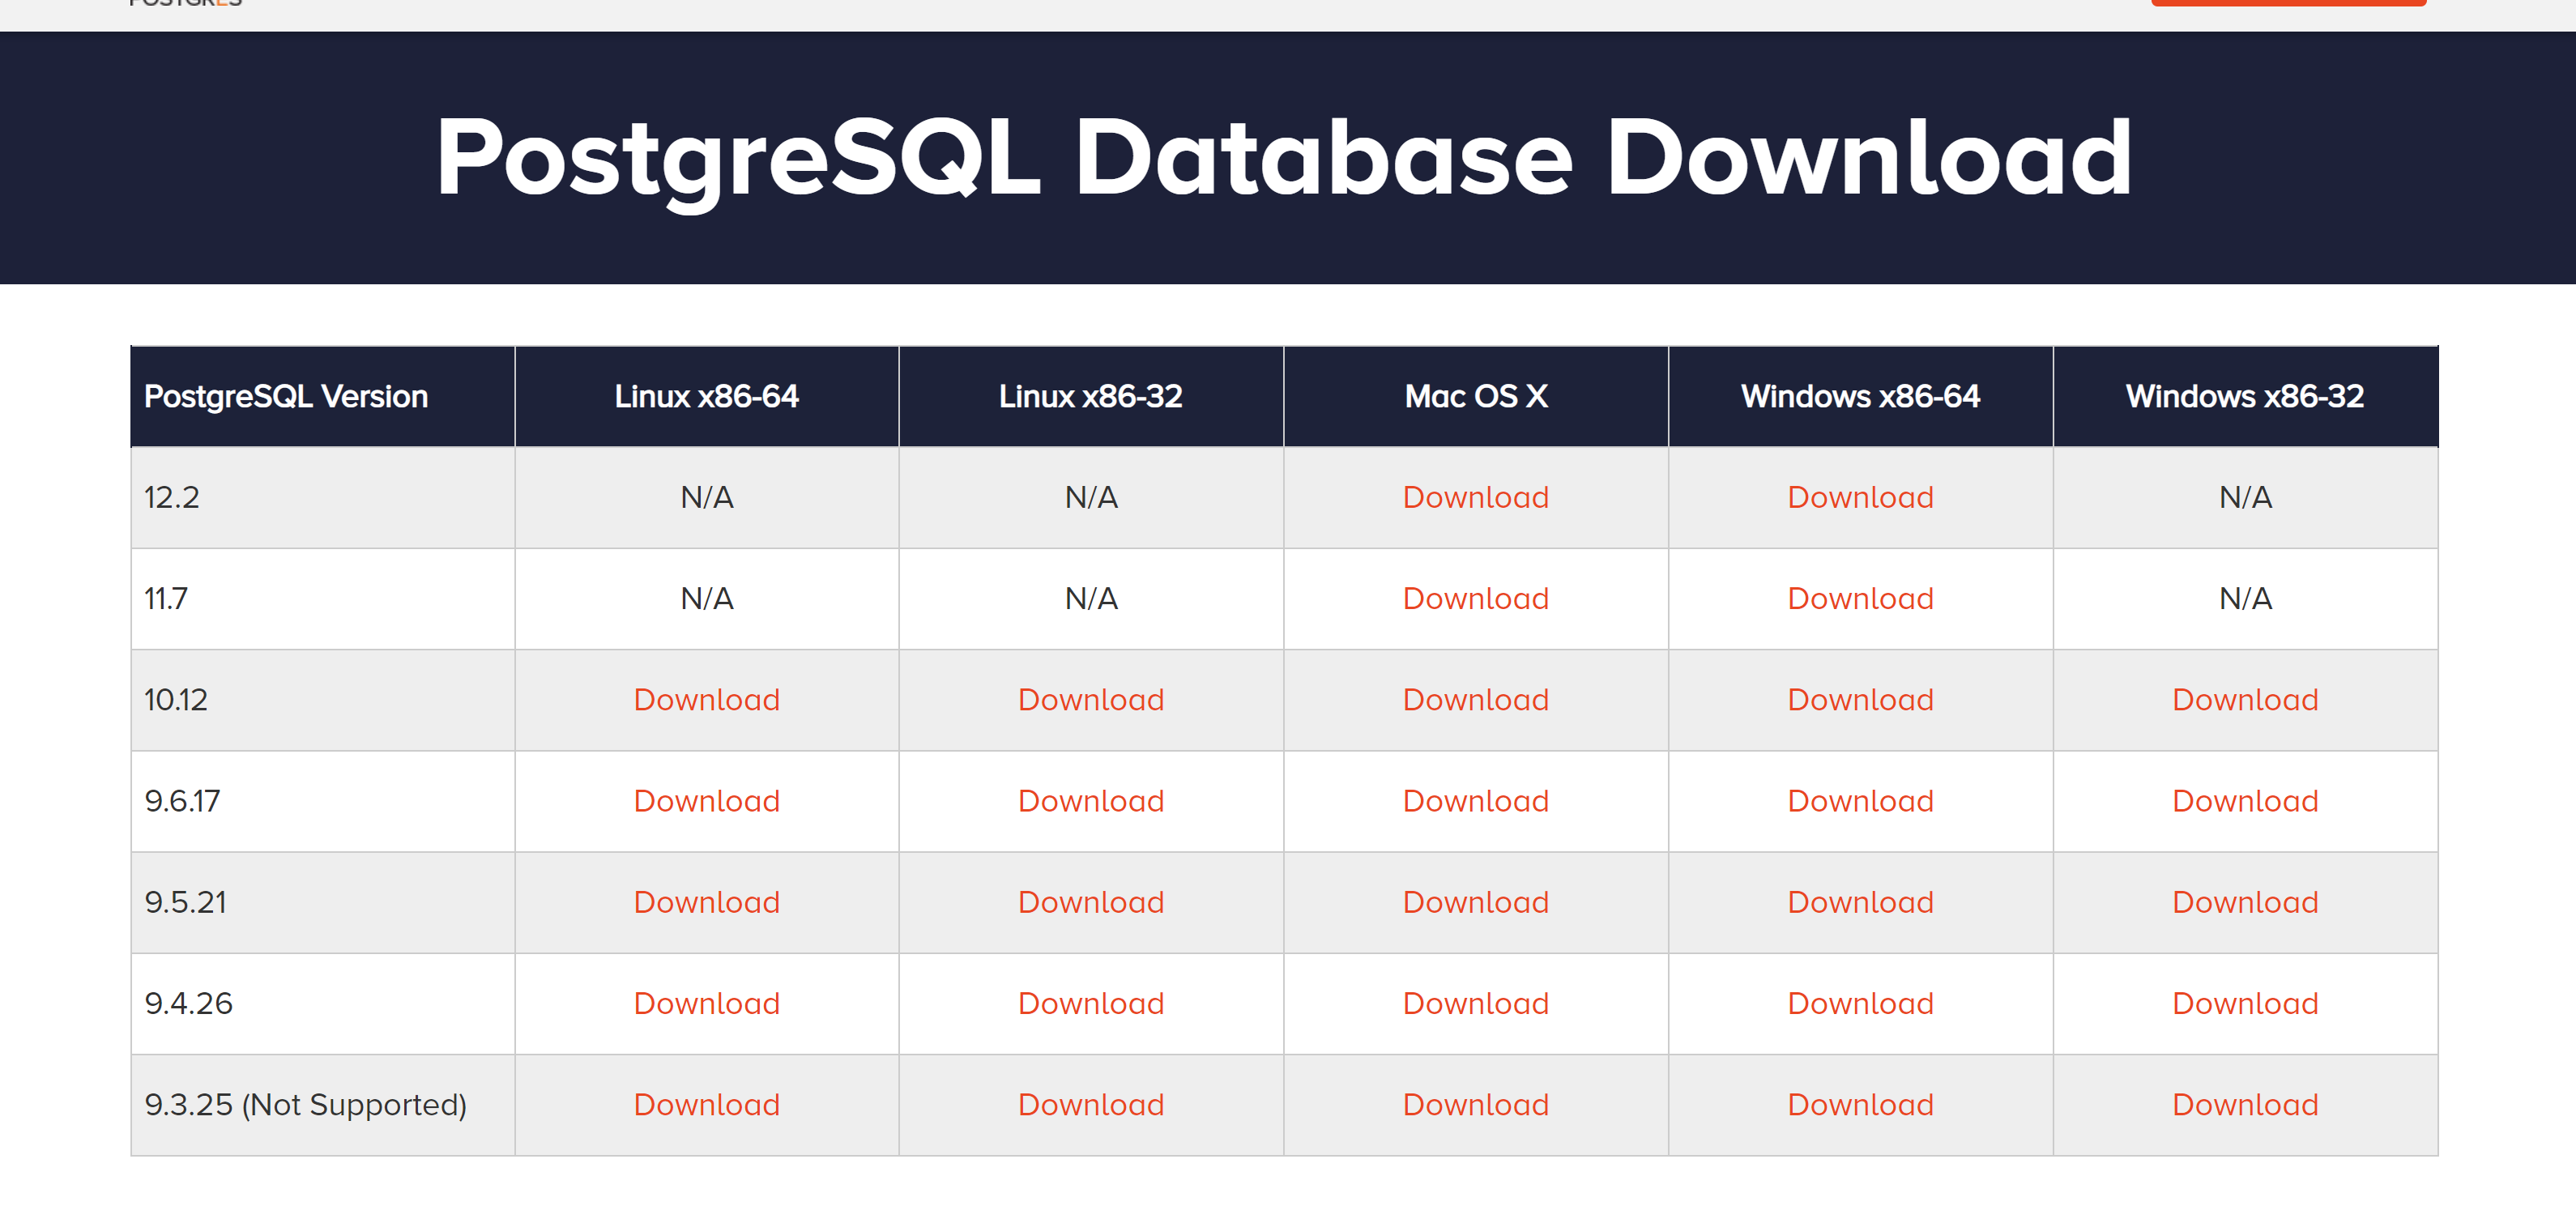 POSTGRES
PostgreSQL Database Download
PostgreSQL Version Linux x86-64 Linux x86-32 Mac OS X Windows x86-64 Windows x86-32
12.2 N/A N/A Download Download N/A
11.7 N/A N/A Download Download N/A
10.12 Download Download Download Download Download
9.6.17 Download Download Download Download Download
9.5.21 Download Download Download Download Download
9.4.26 Download Download Download Download Download
9.3.25 (Not Supported) Download Download Download Download Download